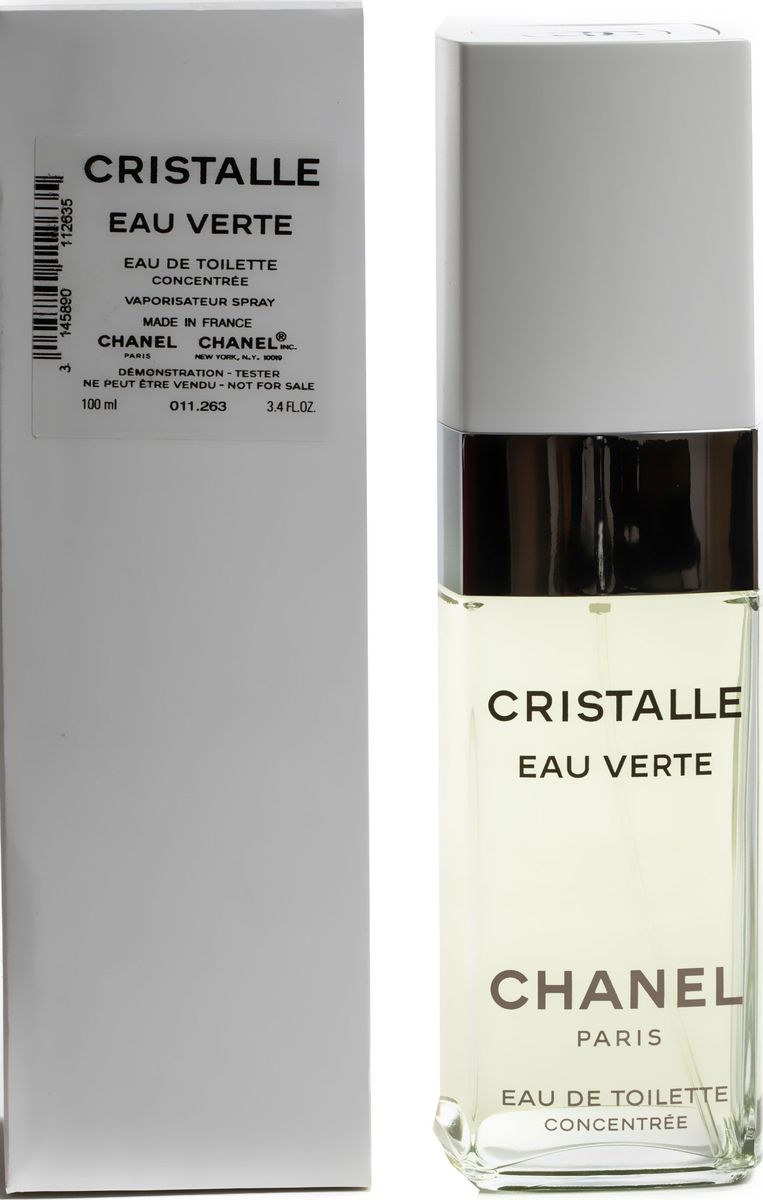 CRISTALLE
EAU VERTE
EAU DE TOILETTE
CONCENTRÉE
VAPORISATEUR SPRAY
MADE IN FRANCE
CHANEL CHANEL® INC.
PARIS NEW YORK, N.Y. 10019
DÉMONSTRATION - TESTER
NE PEUT ÊTRE VENDU - NOT FOR SALE
100 ml 011.263 3.4 FL.OZ.
3 145890 112635
CRISTALLE
EAU VERTE
CHANEL
PARIS
EAU DE TOILETTE
CONCENTRÉE